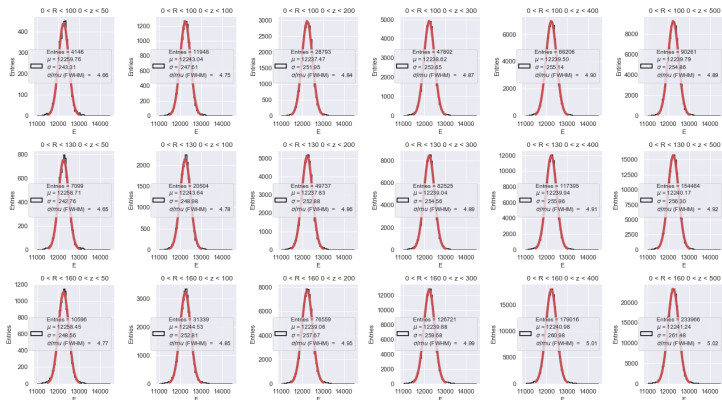 0 < R < 100 0 < z < 50
Entries = 4146
μ = 12259.76
σ = 243.31
d/mu (FWHM) = 4.66
0 < R < 100 0 < z < 100
Entries = 11948
μ = 12243.04
σ = 247.61
d/mu (FWHM) = 4.75
0 < R < 100 0 < z < 200
Entries = 28793
μ = 12237.47
σ = 251.95
d/mu (FWHM) = 4.84
0 < R < 100 0 < z < 300
Entries = 47892
μ = 12238.62
σ = 253.65
d/mu (FWHM) = 4.87
0 < R < 100 0 < z < 400
Entries = 68206
μ = 12239.50
σ = 255.14
d/mu (FWHM) = 4.90
0 < R < 100 0 < z < 500
Entries = 90261
μ = 12239.79
σ = 254.86
d/mu (FWHM) = 4.89
0 < R < 130 0 < z < 50
Entries = 7099
μ = 12256.71
σ = 242.76
d/mu (FWHM) = 4.65
0 < R < 130 0 < z < 100
Entries = 20504
μ = 12243.64
σ = 248.98
d/mu (FWHM) = 4.78
0 < R < 130 0 < z < 200
Entries = 49737
μ = 12237.83
σ = 252.88
d/mu (FWHM) = 4.86
0 < R < 130 0 < z < 300
Entries = 82525
μ = 12239.04
σ = 254.56
d/mu (FWHM) = 4.89
0 < R < 130 0 < z < 400
Entries = 117395
μ = 12239.94
σ = 255.96
d/mu (FWHM) = 4.91
0 < R < 130 0 < z < 500
Entries = 154464
μ = 12240.17
σ = 256.30
d/mu (FWHM) = 4.92
0 < R < 160 0 < z < 50
Entries = 10596
μ = 12256.45
σ = 248.56
d/mu (FWHM) = 4.77
0 < R < 160 0 < z < 100
Entries = 31339
μ = 12244.53
σ = 252.81
d/mu (FWHM) = 4.85
0 < R < 160 0 < z < 200
Entries = 76559
μ = 12239.06
σ = 257.67
d/mu (FWHM) = 4.95
0 < R < 160 0 < z < 300
Entries = 126721
μ = 12239.88
σ = 259.68
d/mu (FWHM) = 4.99
0 < R < 160 0 < z < 400
Entries = 179016
μ = 12240.98
σ = 260.98
d/mu (FWHM) = 5.01
0 < R < 160 0 < z < 500
Entries = 233966
μ = 12241.24
σ = 261.48
d/mu (FWHM) = 5.02